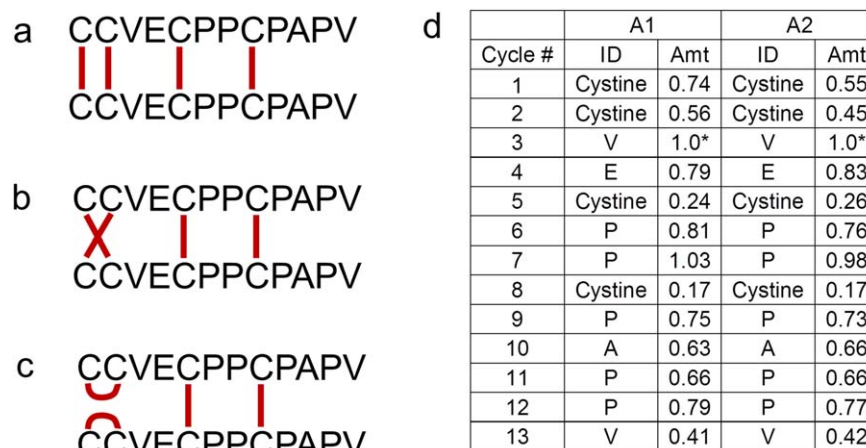 a
CCVECPPCPAPV
CCVECPPCPAPV
b
CCVECPPCPAPV
CCVECPPCPAPV
c
CCVECPPCPAPV
CCVECPPCPAPV
d
A1 A2
Cycle # ID Amt ID Amt
1 Cystine 0.74 Cystine 0.55
2 Cystine 0.56 Cystine 0.45
3 V 1.0* V 1.0*
4 E 0.79 E 0.83
5 Cystine 0.24 Cystine 0.26
6 P 0.81 P 0.76
7 P 1.03 P 0.98
8 Cystine 0.17 Cystine 0.17
9 P 0.75 P 0.73
10 A 0.63 A 0.66
11 P 0.66 P 0.66
12 P 0.79 P 0.77
13 V 0.41 V 0.42